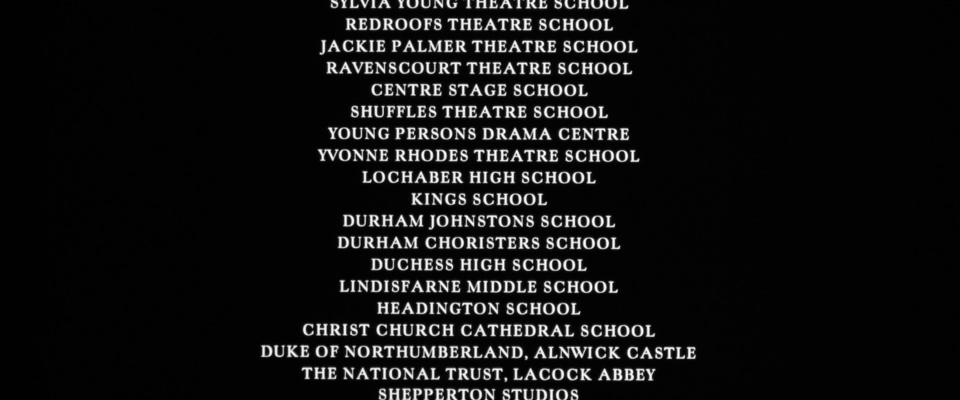 SYLVIA YOUNG THEATRE SCHOOL
REDROOFS THEATRE SCHOOL
JACKIE PALMER THEATRE SCHOOL
RAVENSCOURT THEATRE SCHOOL
CENTRE STAGE SCHOOL
SHUFFLES THEATRE SCHOOL
YOUNG PERSONS DRAMA CENTRE
YVONNE RHODES THEATRE SCHOOL
LOCHABER HIGH SCHOOL
KINGS SCHOOL
DURHAM JOHNSTONS SCHOOL
DURHAM CHORISTERS SCHOOL
DUCHESS HIGH SCHOOL
LINDISFARNE MIDDLE SCHOOL
HEADINGTON SCHOOL
CHRIST CHURCH CATHEDRAL SCHOOL
DUKE OF NORTHUMBERLAND, ALNWICK CASTLE
THE NATIONAL TRUST, LACOCK ABBEY
SHEPPERTON STUDIOS